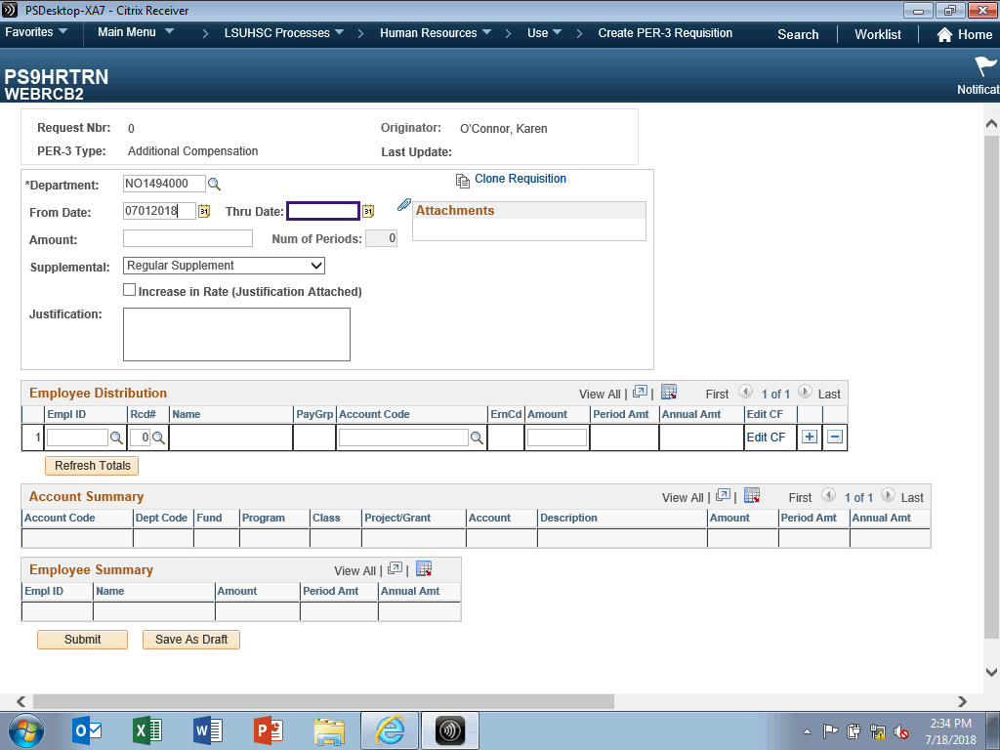 PSDesktop-XA7 - Citrix Receiver
Favorites Main Menu LSUHSC Processes Human Resources Use Create PER-3 Requisition Search Worklist Home
PS9HRTRN
WEBRCB2
Notificat
Request Nbr: 0 Originator: O'Connor, Karen
PER-3 Type: Additional Compensation Last Update:
*Department: NO1494000 Clone Requisition
From Date: 07012018 31 Thru Date: 31 Attachments
Amount: Num of Periods: 0
Supplemental: Regular Supplement
Increase in Rate (Justification Attached)
Justification:
Employee Distribution View All | | First 1 of 1 Last
Empl ID Rcd# Name PayGrp Account Code ErnCd Amount Period Amt Annual Amt Edit CF
1 0 Edit CF + −
Refresh Totals
Account Summary View All | | First 1 of 1 Last
Account Code Dept Code Fund Program Class Project/Grant Account Description Amount Period Amt Annual Amt
Employee Summary View All | |
Empl ID Name Amount Period Amt Annual Amt
Submit Save As Draft
2:34 PM
7/18/2018